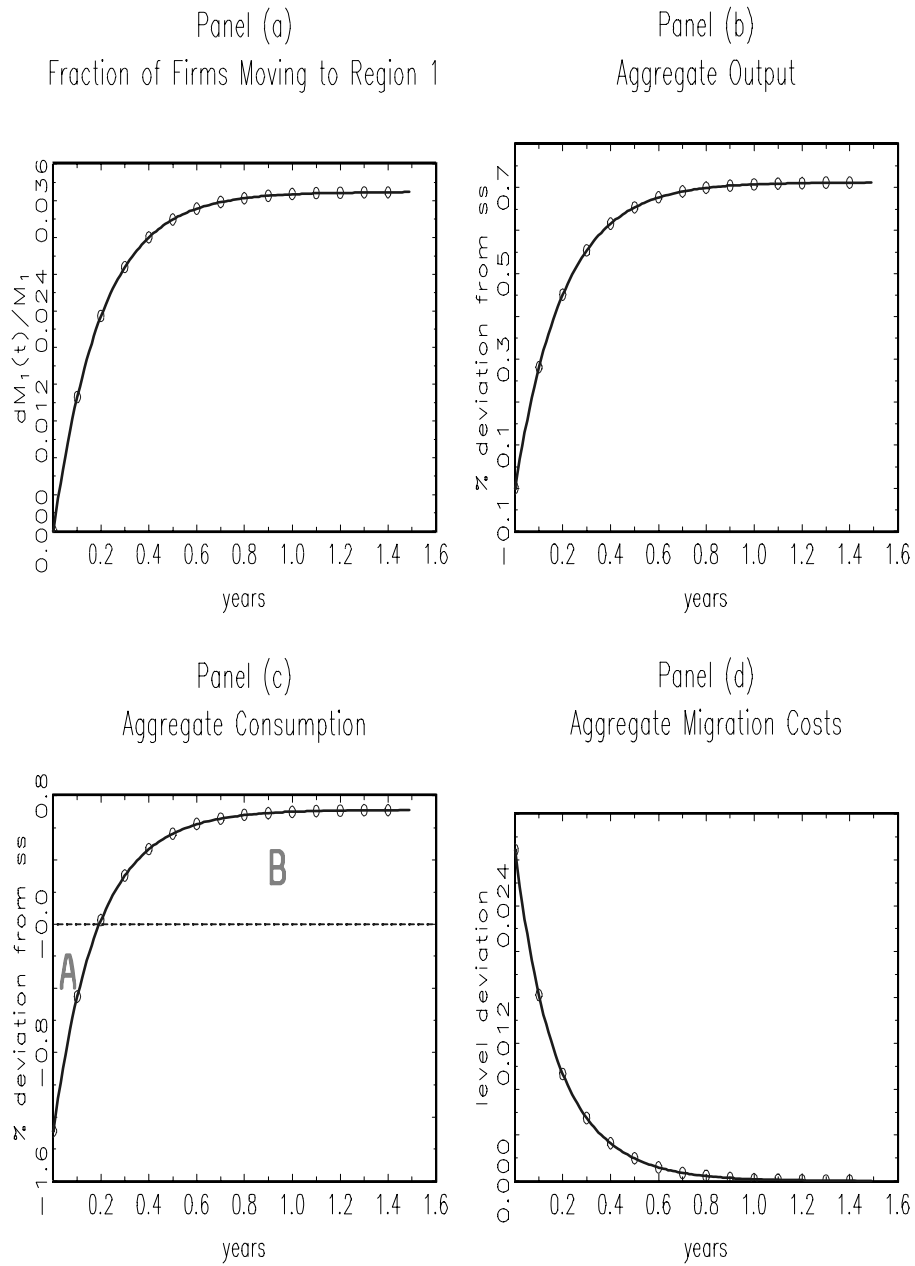 Panel (a)
Fraction of Firms Moving to Region 1
dM₁(t)/M₁
0.000 0.012 0.024 0.036
0.2 0.4 0.6 0.8 1.0 1.2 1.4 1.6
years
Panel (b)
Aggregate Output
% deviation from ss
−0.1 0.1 0.3 0.5 0.7
0.2 0.4 0.6 0.8 1.0 1.2 1.4 1.6
years
Panel (c)
Aggregate Consumption
% deviation from ss
−1.6 −0.8 −0.0 0.8
A
B
0.2 0.4 0.6 0.8 1.0 1.2 1.4 1.6
years
Panel (d)
Aggregate Migration Costs
level deviation
0.000 0.012 0.024
0.2 0.4 0.6 0.8 1.0 1.2 1.4 1.6
years